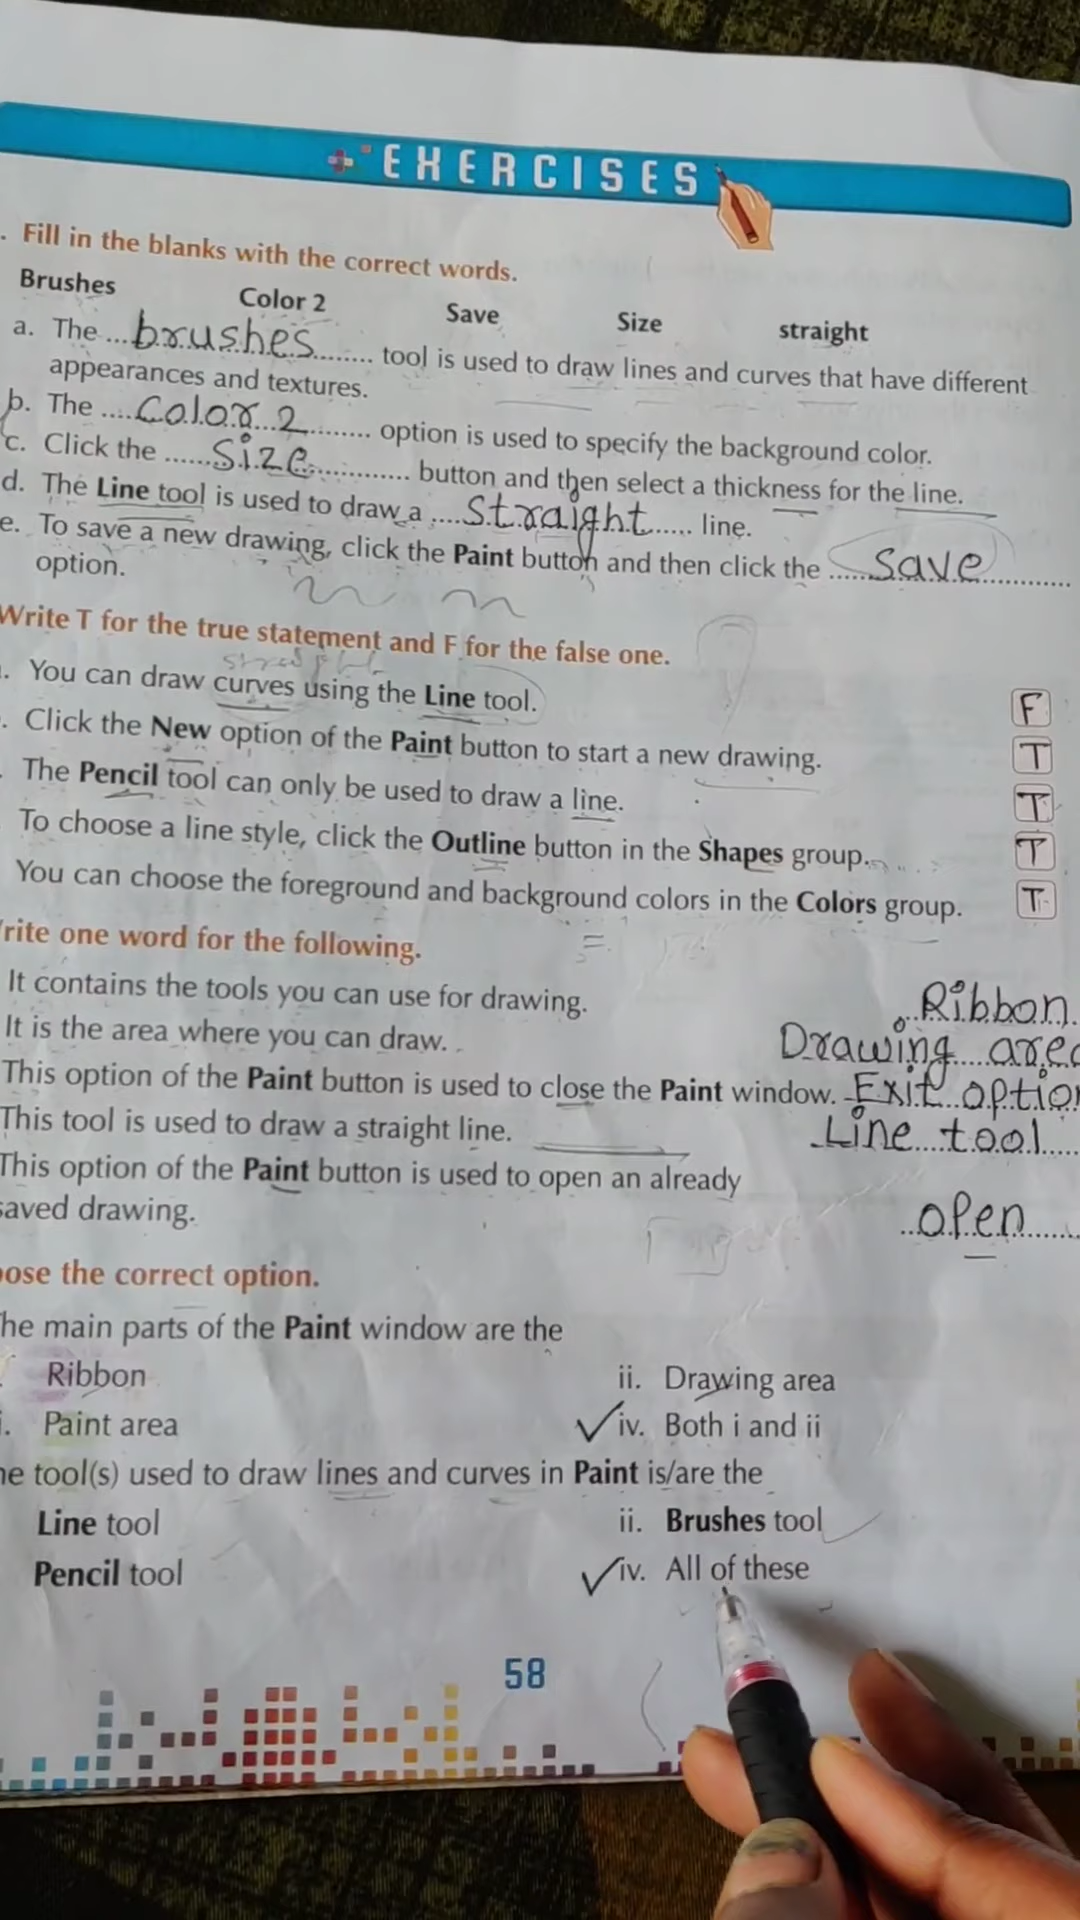 EXERCISES
. Fill in the blanks with the correct words.
Brushes Color 2 Save Size straight
a. The ...brushes........ tool is used to draw lines and curves that have different
appearances and textures.
b. The ....Color 2........ option is used to specify the background color.
c. Click the ......Size............. button and then select a thickness for the line.
d. The Line tool is used to draw a ....Straight...... line.
e. To save a new drawing, click the Paint button and then click the ......save............
option.
Write T for the true statement and F for the false one.
straight
. You can draw curves using the Line tool. F
. Click the New option of the Paint button to start a new drawing. T
The Pencil tool can only be used to draw a line. T
To choose a line style, click the Outline button in the Shapes group. T
You can choose the foreground and background colors in the Colors group. T
rite one word for the following.
It contains the tools you can use for drawing. Ribbon
It is the area where you can draw. Drawing area
This option of the Paint button is used to close the Paint window. Exit optio
This tool is used to draw a straight line. Line tool
This option of the Paint button is used to open an already
saved drawing. open
ose the correct option.
he main parts of the Paint window are the
Ribbon ii. Drawing area
i. Paint area ✓iv. Both i and ii
he tool(s) used to draw lines and curves in Paint is/are the
Line tool ii. Brushes tool
Pencil tool ✓iv. All of these
58